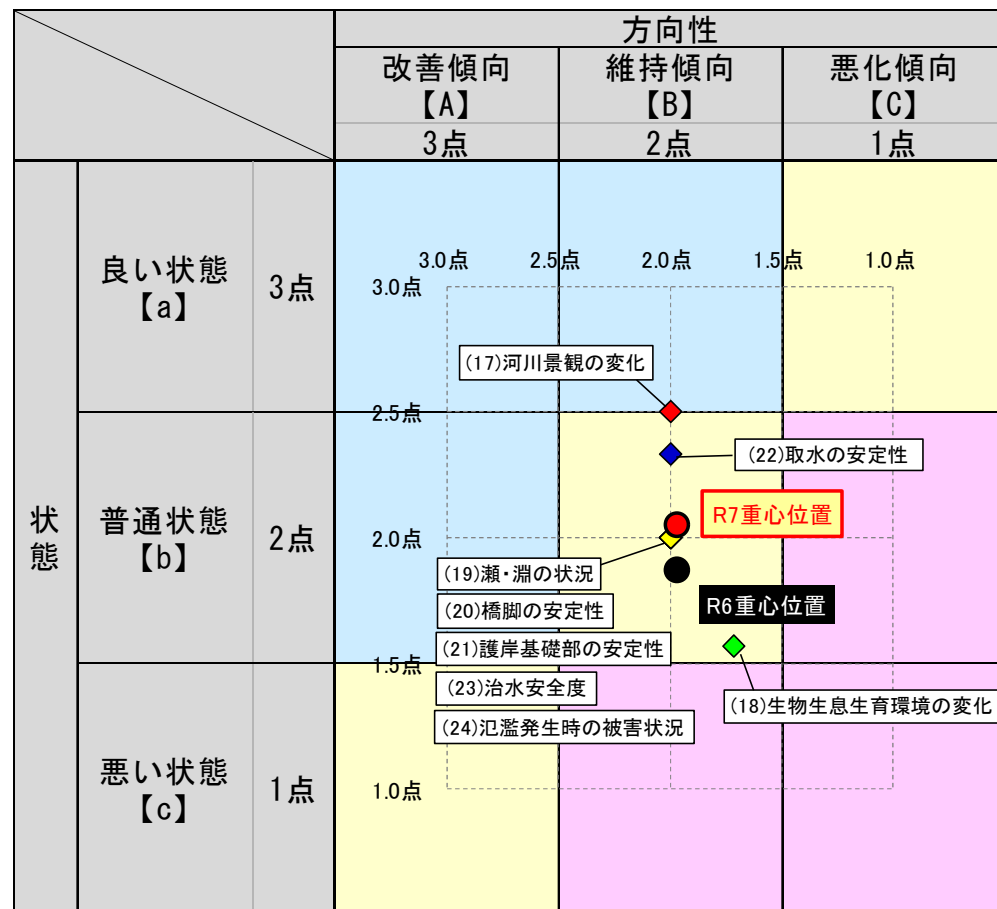 方向性
改善傾向
【A】
維持傾向
【B】
悪化傾向
【C】
3点
2点
1点
状態
良い状態
【a】
3点
普通状態
【b】
2点
悪い状態
【c】
1点
3.0点
2.5点
2.0点
1.5点
1.0点
3.0点
2.5点
2.0点
1.5点
1.0点
(17)河川景観の変化
(22)取水の安定性
R7重心位置
(19)瀬・淵の状況
(20)橋脚の安定性
R6重心位置
(21)護岸基礎部の安定性
(23)治水安全度
(18)生物生息生育環境の変化
(24)氾濫発生時の被害状況